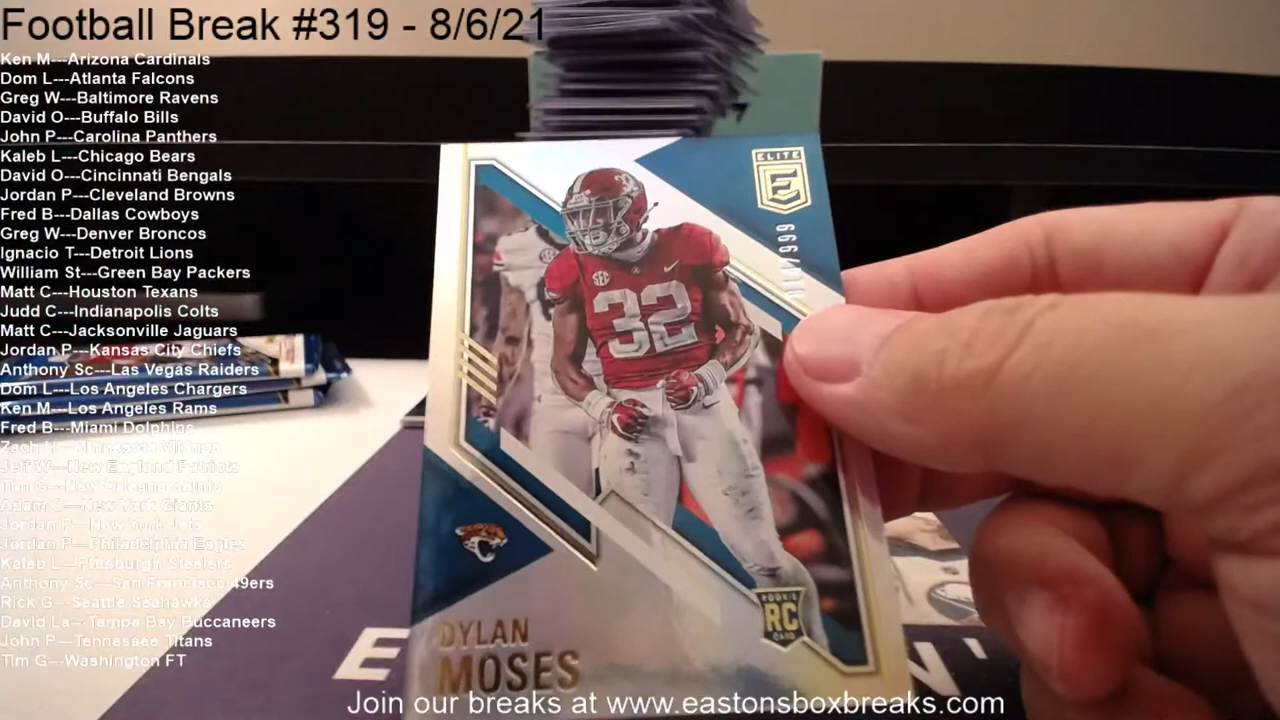 Football Break #319 - 8/6/21
Ken M---Arizona Cardinals
Dom L---Atlanta Falcons
Greg W---Baltimore Ravens
David O---Buffalo Bills
John P---Carolina Panthers
Kaleb L---Chicago Bears
David O---Cincinnati Bengals
Jordan P---Cleveland Browns
Fred B---Dallas Cowboys
Greg W---Denver Broncos
Ignacio T---Detroit Lions
William St---Green Bay Packers
Matt C---Houston Texans
Judd C---Indianapolis Colts
Matt C---Jacksonville Jaguars
Jordan P---Kansas City Chiefs
Anthony Sc---Las Vegas Raiders
Dom L---Los Angeles Chargers
Ken M---Los Angeles Rams
Fred B---Miami Dolphins
Zach H---Minnesota Vikings
Jeff W---New England Patriots
Tim G---New Orleans Saints
New York Giants
Jordan P---New York Jets
Jordan P---Philadelphia Eagles
Kaleb L---Pittsburgh Steelers
Anthony Sc---San Francisco 49ers
Rick G---Seattle Seahawks
David La---Tampa Bay Buccaneers
John P---Tennessee Titans
Tim G---Washington FT
ELITE
E
/999
SEC
32
ROOKIE
RC
CARD
DYLAN
MOSES
E
N'
Join our breaks at www.eastonsboxbreaks.com